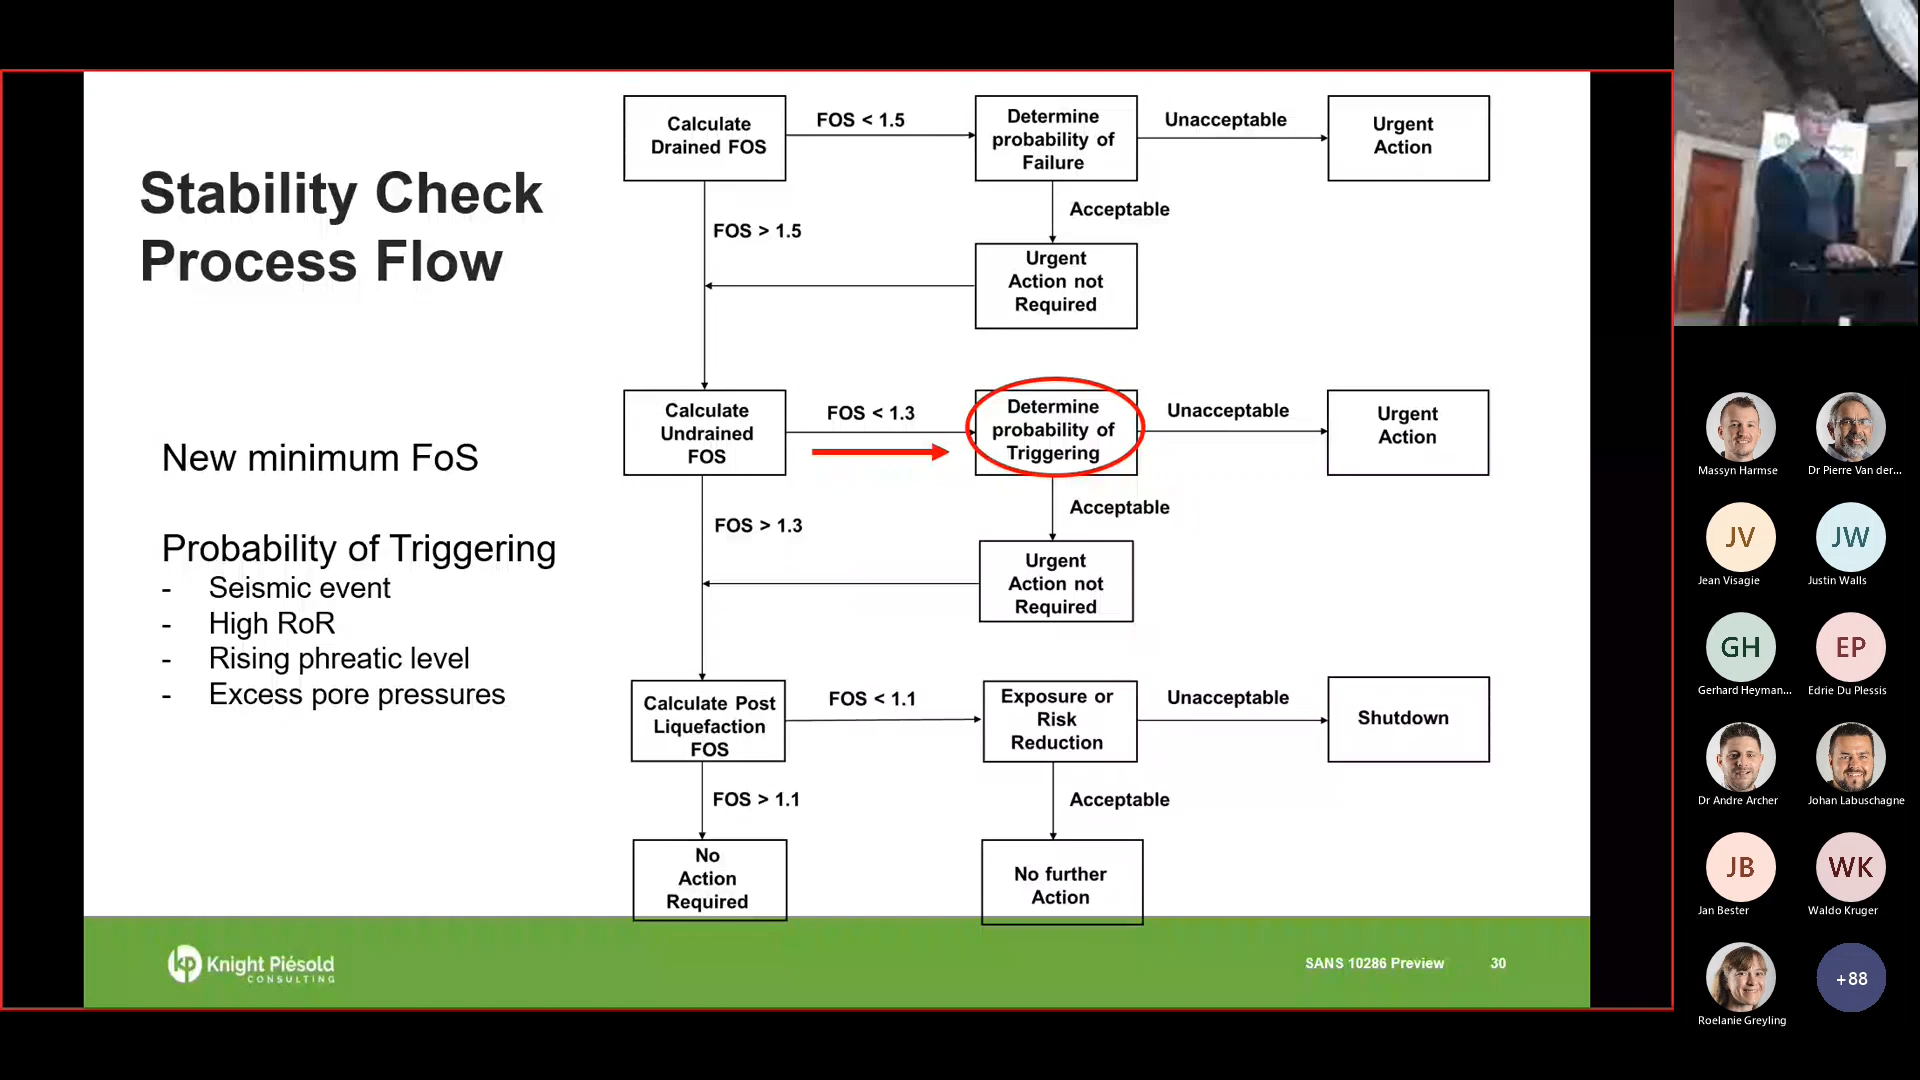 Stability Check
Process Flow
New minimum FoS
Probability of Triggering
- Seismic event
- High RoR
- Rising phreatic level
- Excess pore pressures
Calculate
Drained FOS
FOS < 1.5
Determine
probability of
Failure
Unacceptable
Urgent
Action
Acceptable
FOS > 1.5
Urgent
Action not
Required
Calculate
Undrained
FOS
FOS < 1.3
Determine
probability of
Triggering
Unacceptable
Urgent
Action
Acceptable
FOS > 1.3
Urgent
Action not
Required
Calculate Post
Liquefaction
FOS
FOS < 1.1
Exposure or
Risk
Reduction
Unacceptable
Shutdown
FOS > 1.1
Acceptable
No
Action
Required
No further
Action
kp Knight Piésold
CONSULTING
SANS 10286 Preview 30
Massyn Harmse
Dr Pierre Van der...
JV
JW
Jean Visagie
Justin Walls
GH
EP
Gerhard Heyman...
Edrie Du Plessis
Dr Andre Archer
Johan Labuschagne
JB
WK
Jan Bester
Waldo Kruger
+88
Roelanie Greyling